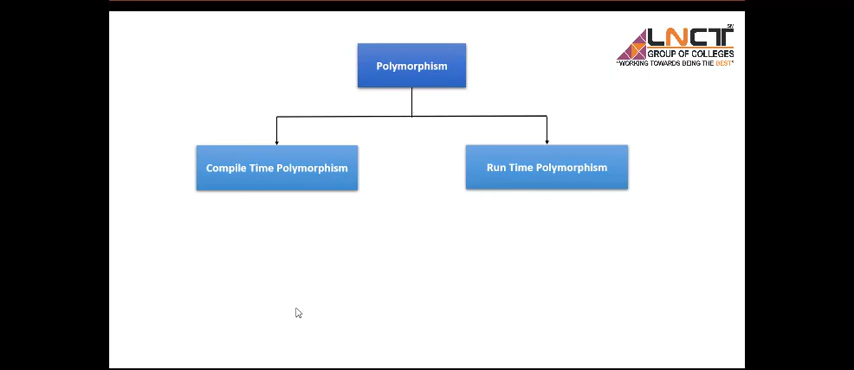 LNCT
GROUP OF COLLEGES
"WORKING TOWARDS BEING THE BEST"
Polymorphism
Compile Time Polymorphism
Run Time Polymorphism